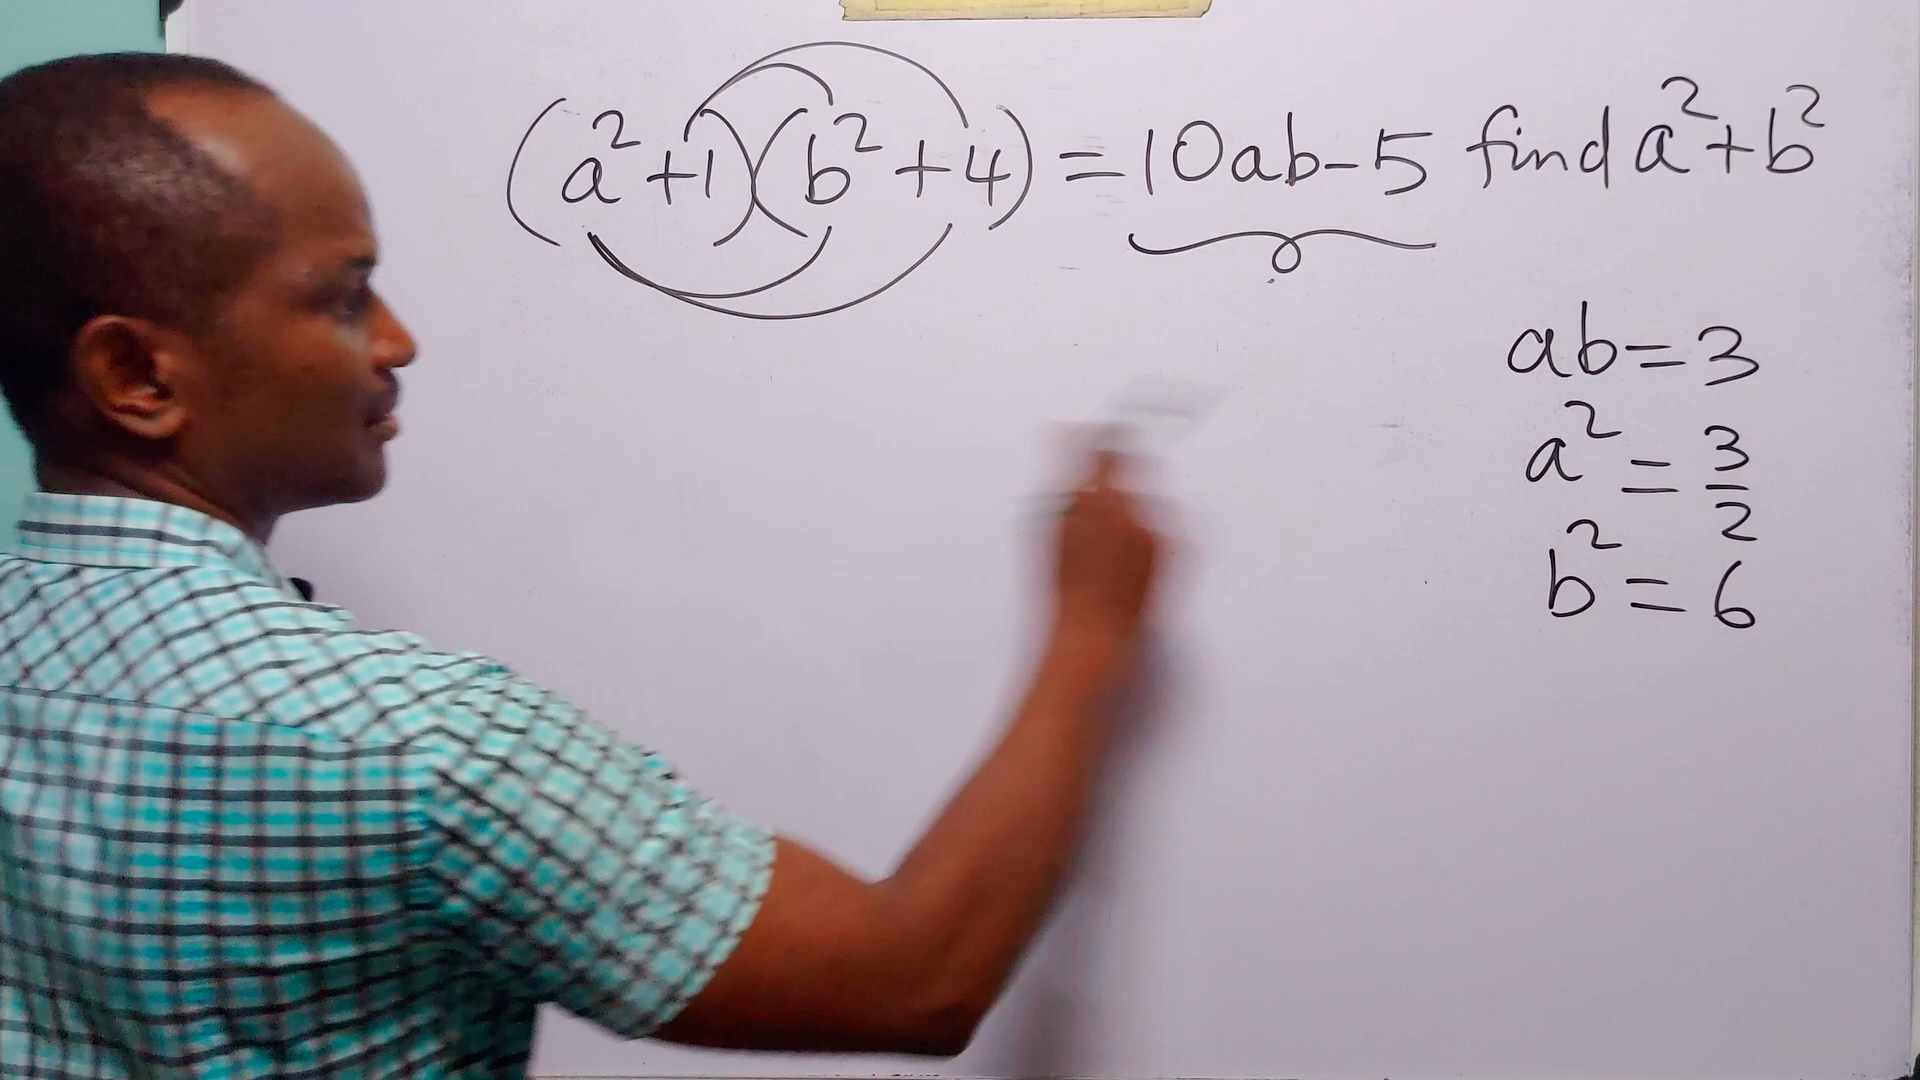 (a²+1)(b²+4)=10ab-5 find a²+b²
ab=3
a²=3/2
b²=6